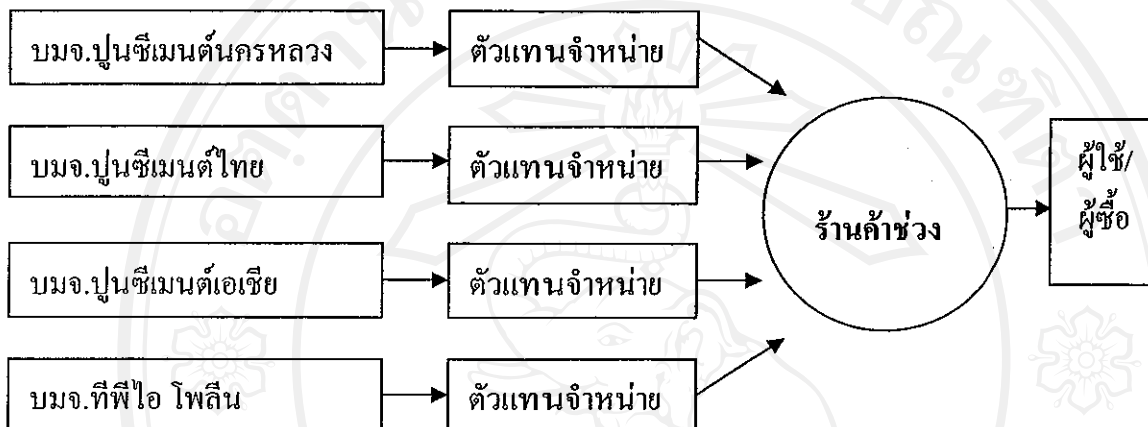 บมจ.ปูนซีเมนต์นครหลวง
ตัวแทนจำหน่าย
บมจ.ปูนซีเมนต์ไทย
ตัวแทนจำหน่าย
บมจ.ปูนซีเมนต์เอเชีย
ตัวแทนจำหน่าย
บมจ.ทีพีไอ โพลีน
ตัวแทนจำหน่าย
ร้านค้าช่วง
ผู้ใช้/
ผู้ซื้อ